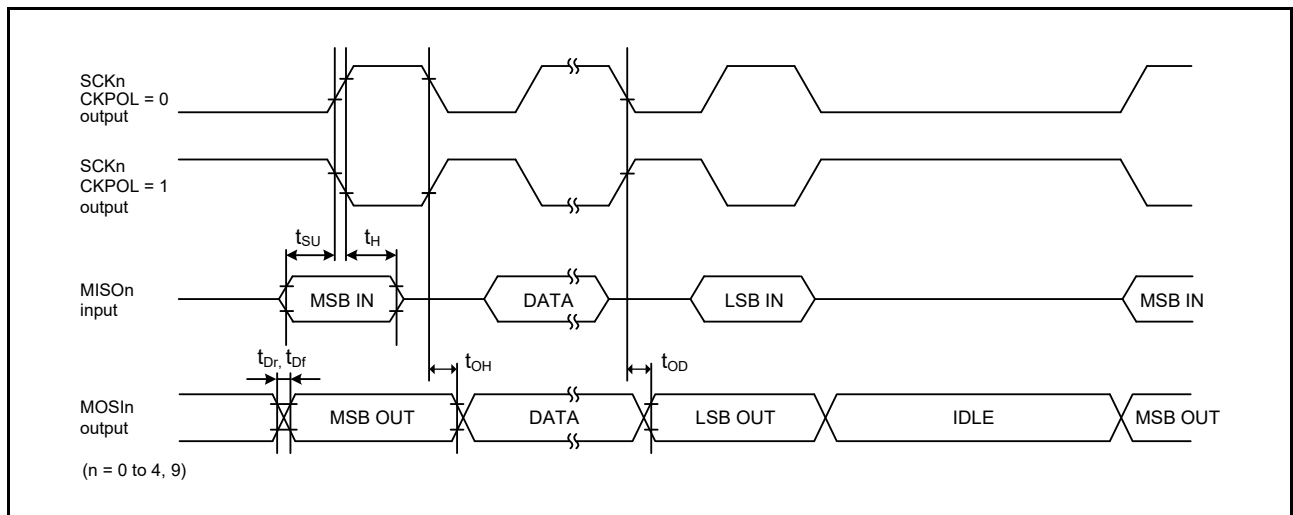 SCKn
CKPOL = 0
output
SCKn
CKPOL = 1
output
tSU
tH
MISOn
input
MSB IN
DATA
LSB IN
MSB IN
tDr, tDf
tOH
tOD
MOSIn
output
MSB OUT
DATA
LSB OUT
IDLE
MSB OUT
(n = 0 to 4, 9)